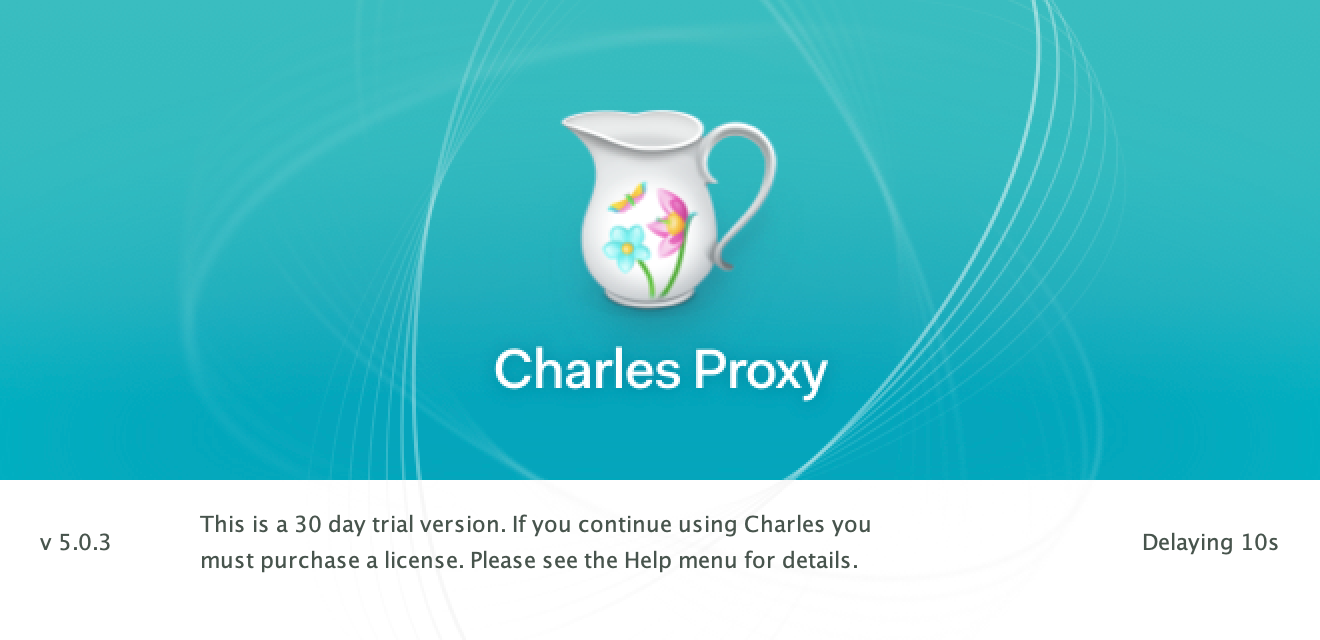 Charles Proxy
v 5.0.3
This is a 30 day trial version. If you continue using Charles you
must purchase a license. Please see the Help menu for details.
Delaying 10s